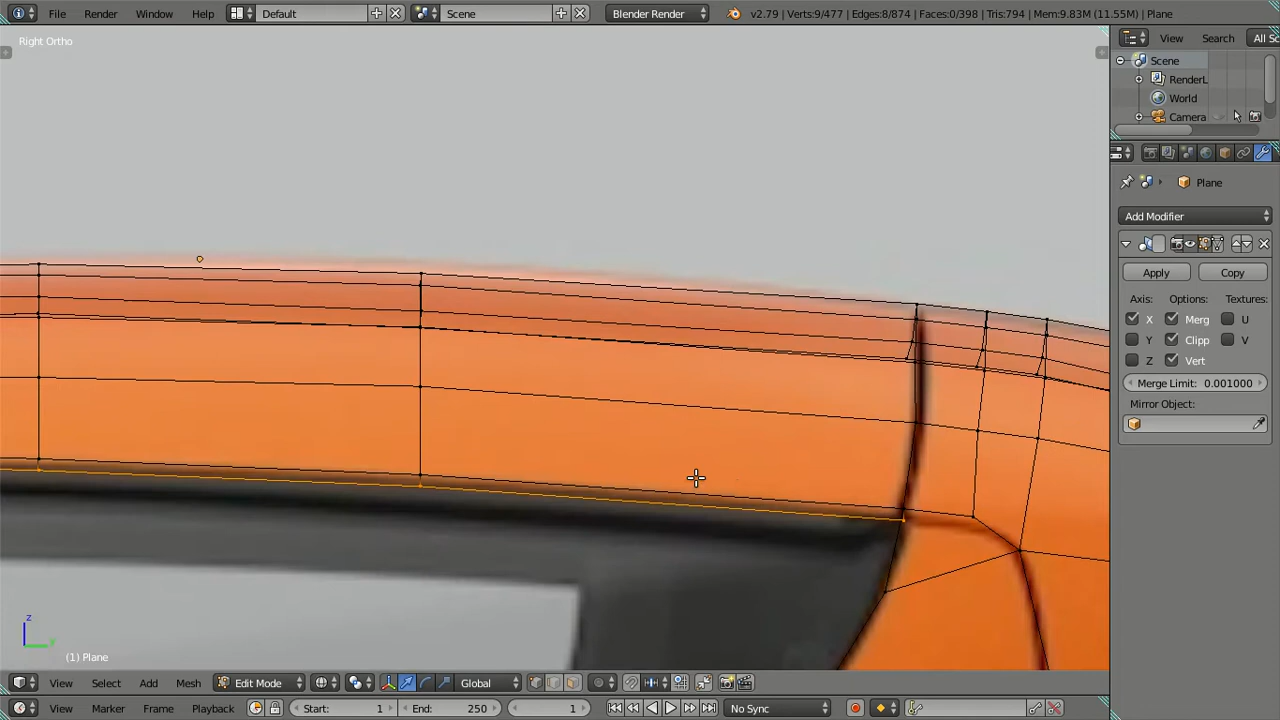 File Render Window Help Default Scene Blender Render v2.79 | Verts:9/477 | Edges:8/874 | Faces:0/398 | Tris:794 | Mem:9.83M (11.55M) | Plane
Right Ortho
View Search All Sc
Scene
RenderL
World
Camera
Plane
Add Modifier
Apply Copy
Axis: Options: Textures:
X Merg U
Y Clipp V
Z Vert
Merge Limit: 0.001000
Mirror Object:
z
y
(1) Plane
View Select Add Mesh Edit Mode Global
View Marker Frame Playback Start: 1 End: 250 1 No Sync